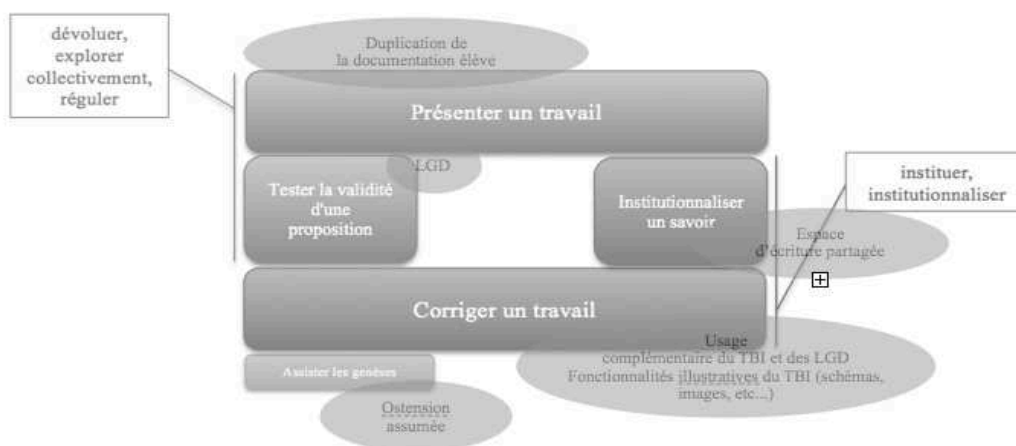 dévoluer,
explorer
collectivement,
réguler
Duplication de
la documentation élève
Présenter un travail
LGD
Tester la validité
d'une
proposition
Institutionnaliser
un savoir
instituer,
institutionnaliser
Espace
d'écriture partagée
Corriger un travail
Usage
complémentaire du TBI et des LGD
Fonctionnalités illustratives du TBI (schémas,
images, etc...)
Assister les genèses
Ostension
assumée